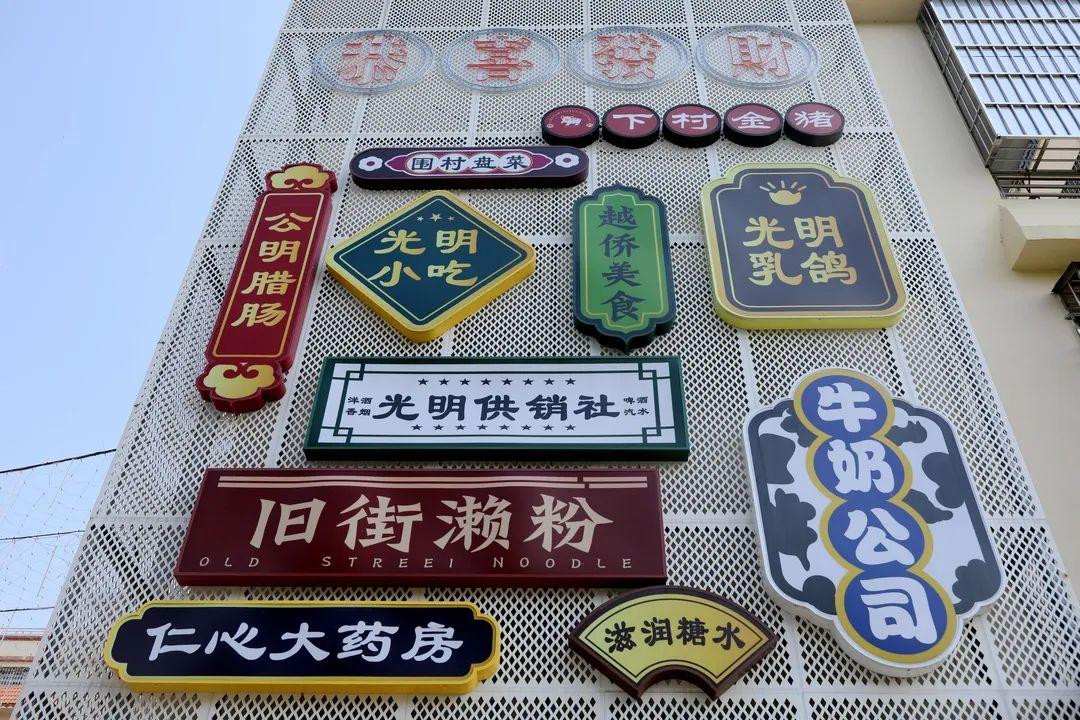 恭喜發財
下村金猪
围村盘菜
公明腊肠
光明
小吃
越侨美食
光明
乳鸽
洋酒
香烟
光明供销社
啤酒
汽水
牛奶公司
旧街濑粉
OLD STREEI NOODLE
仁心大药房
滋润糖水